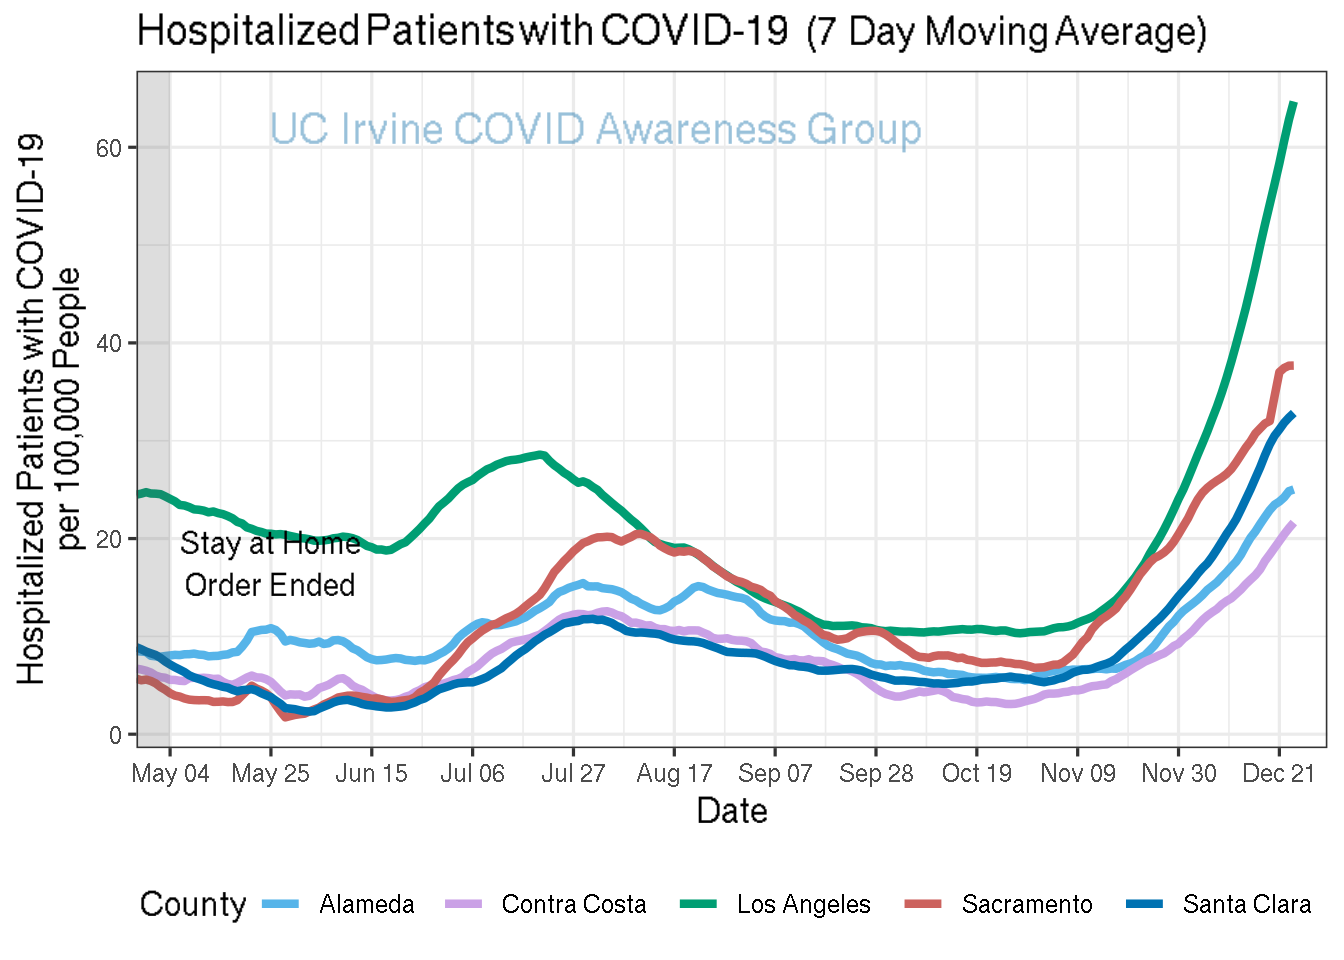 Hospitalized Patients with COVID-19 (7 Day Moving Average)
UC Irvine COVID Awareness Group
Hospitalized Patients with COVID-19
per 100,000 People
60
40
20
0
Stay at Home
Order Ended
May 04 May 25 Jun 15 Jul 06 Jul 27 Aug 17 Sep 07 Sep 28 Oct 19 Nov 09 Nov 30 Dec 21
Date
County Alameda Contra Costa Los Angeles Sacramento Santa Clara